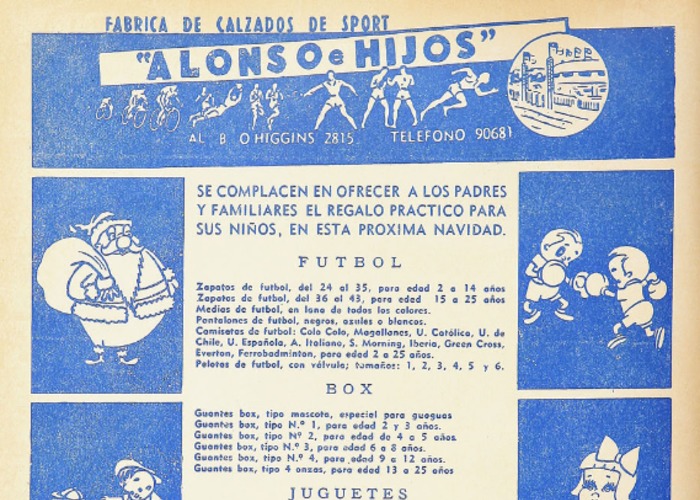 FABRICA DE CALZADOS DE SPORT
"ALONSO e HIJOS"
AL B O HIGGINS 2815 TELEFONO 90681
SE COMPLACEN EN OFRECER A LOS PADRES
Y FAMILIARES EL REGALO PRACTICO PARA
SUS NIÑOS, EN ESTA PROXIMA NAVIDAD.
FUTBOL
Zapatos de futbol, del 24 al 35, para edad 2 a 14 años
Zapatos de futbol, del 36 al 43, para edad 15 a 25 años
Medias de futbol, en lana de todos los colores.
Pantalones de futbol, negros, azules o blancos.
Camisetas de futbol: Colo Colo, Magallanes, U. Católica, U. de
Chile, U. Española, A. Italiano, S. Morning, Iberia, Green Cross,
Everton, Ferrobadminton, para edad 2 a 25 años.
Pelotas de futbol, con válvula; tamaños: 1, 2, 3, 4, 5 y 6.
BOX
Guantes box, tipo mascota, especial para guaguas
Guantes box, tipo N.º 1, para edad 2 y 3 años.
Guantes box, tipo Nº 2, para edad de 4 a 5 años
Guantes box, tipo N.º 3, para edad 6 a 8 años.
Guantes box, tipo N.º 4, para edad 9 a 12 años.
Guantes box, tipo 4 onzas, para edad 13 a 25 años
JUGUETES